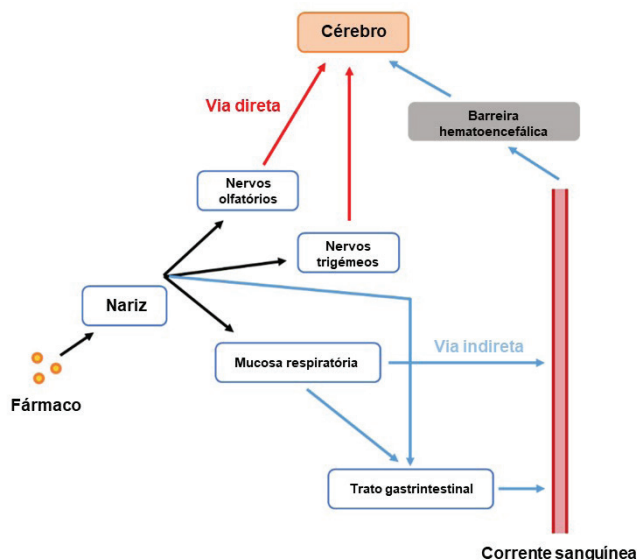 Cérebro
Via direta
Barreira
hematoencefálica
Nervos
olfatórios
Nervos
trigémeos
Nariz
Via indireta
Mucosa respiratória
Fármaco
Trato gastrintestinal
Corrente sanguínea